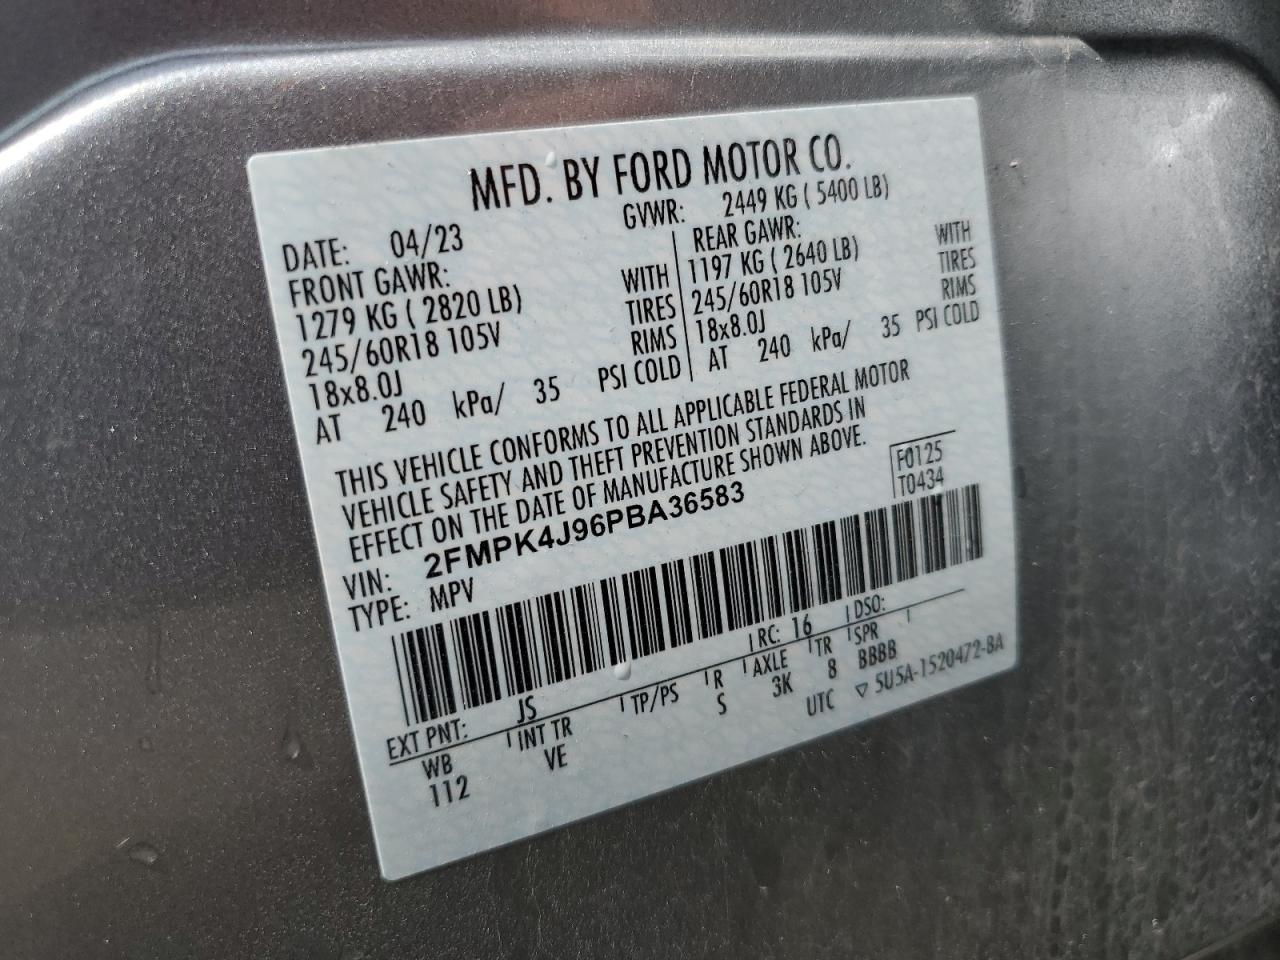 MFD. BY FORD MOTOR CO.
DATE: 04/23 GVWR: 2449 KG ( 5400 LB)
FRONT GAWR: REAR GAWR:
1279 KG ( 2820 LB) WITH 1197 KG ( 2640 LB) WITH
245/60R18 105V TIRES 245/60R18 105V TIRES
18x8.0J RIMS 18x8.0J RIMS
AT 240 kPa/ 35 PSI COLD AT 240 kPa/ 35 PSI COLD
THIS VEHICLE CONFORMS TO ALL APPLICABLE FEDERAL MOTOR
VEHICLE SAFETY AND THEFT PREVENTION STANDARDS IN
EFFECT ON THE DATE OF MANUFACTURE SHOWN ABOVE.
F0125
T0434
VIN: 2FMPK4J96PBA36583
TYPE: MPV
EXT PNT: JS RC: 16 DSO:
WB INT TR TP/PS R AXLE TR SPR
112 VE S 3K 8 BBBB
UTC ▽ 5U5A-1520472-BA